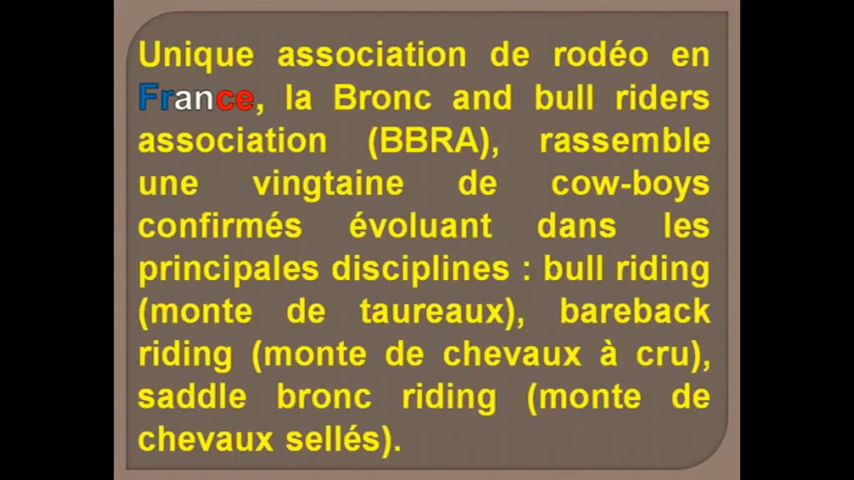 Unique association de rodéo en
France, la Bronc and bull riders
association (BBRA), rassemble
une vingtaine de cow-boys
confirmés évoluant dans les
principales disciplines : bull riding
(monte de taureaux), bareback
riding (monte de chevaux à cru),
saddle bronc riding (monte de
chevaux sellés).